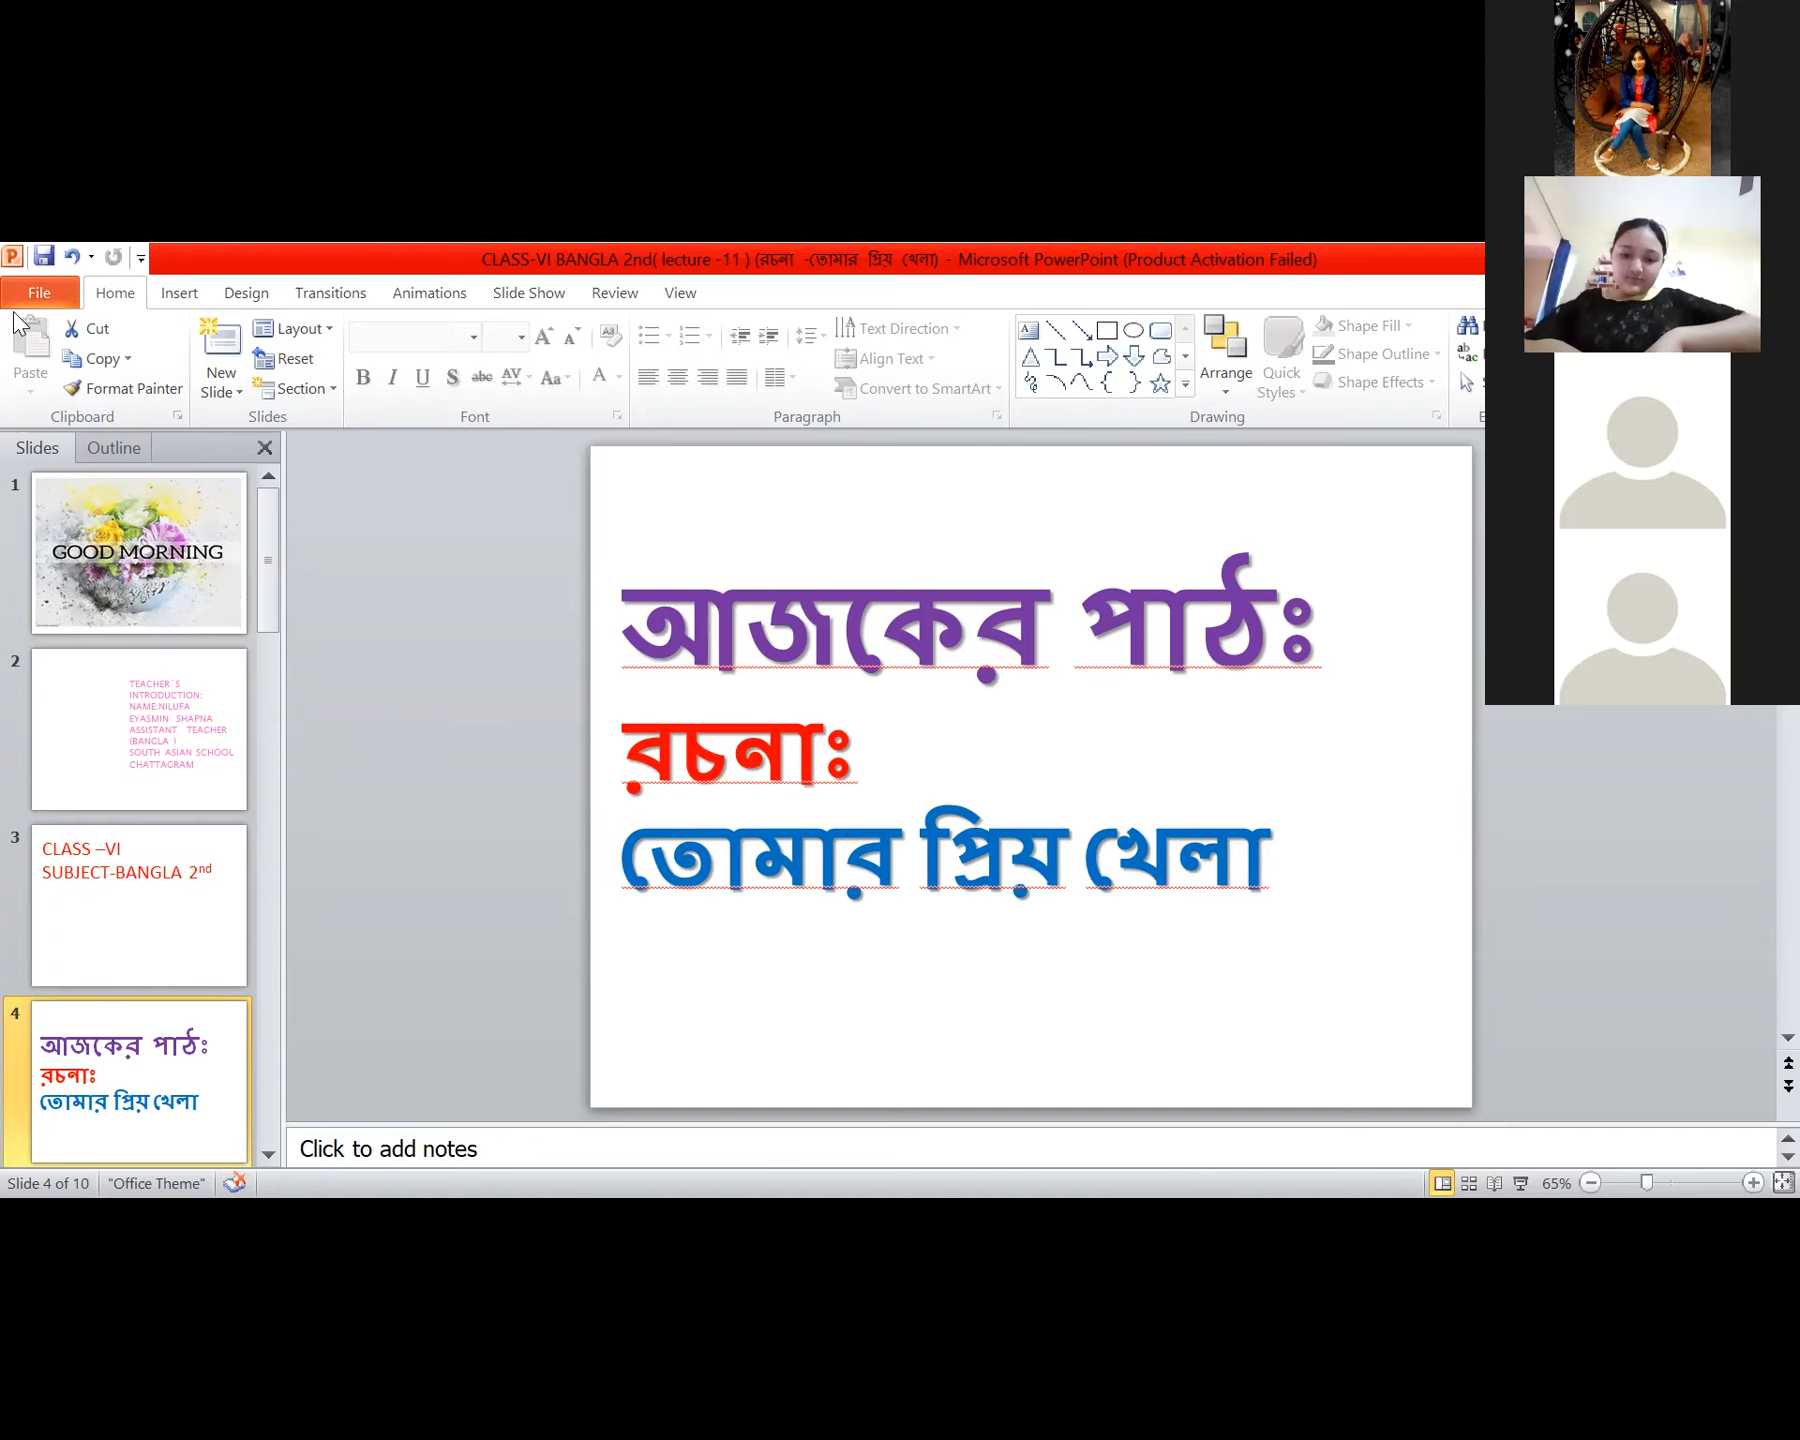 CLASS-VI BANGLA 2nd( lecture -11 ) (রচনা -তোমার প্রিয় খেলা) - Microsoft PowerPoint (Product Activation Failed)
File Home Insert Design Transitions Animations Slide Show Review View
Paste
Cut
Copy
Format Painter
Clipboard
New Slide
Layout
Reset
Section
Slides
Font
Text Direction
Align Text
Convert to SmartArt
Paragraph
Arrange
Quick Styles
Shape Fill
Shape Outline
Shape Effects
Drawing
Slides Outline
1
GOOD MORNING
2
TEACHER`S
INTRODUCTION:
NAME:NILUFA
EYASMIN SHAPNA
ASSISTANT TEACHER
(BANGLA )
SOUTH ASIAN SCHOOL
CHATTAGRAM
3
CLASS –VI
SUBJECT-BANGLA 2nd
4
আজকের পাঠঃ
রচনাঃ
তোমার প্রিয় খেলা
আজকের পাঠঃ
রচনাঃ
তোমার প্রিয় খেলা
Click to add notes
Slide 4 of 10 "Office Theme" 65%